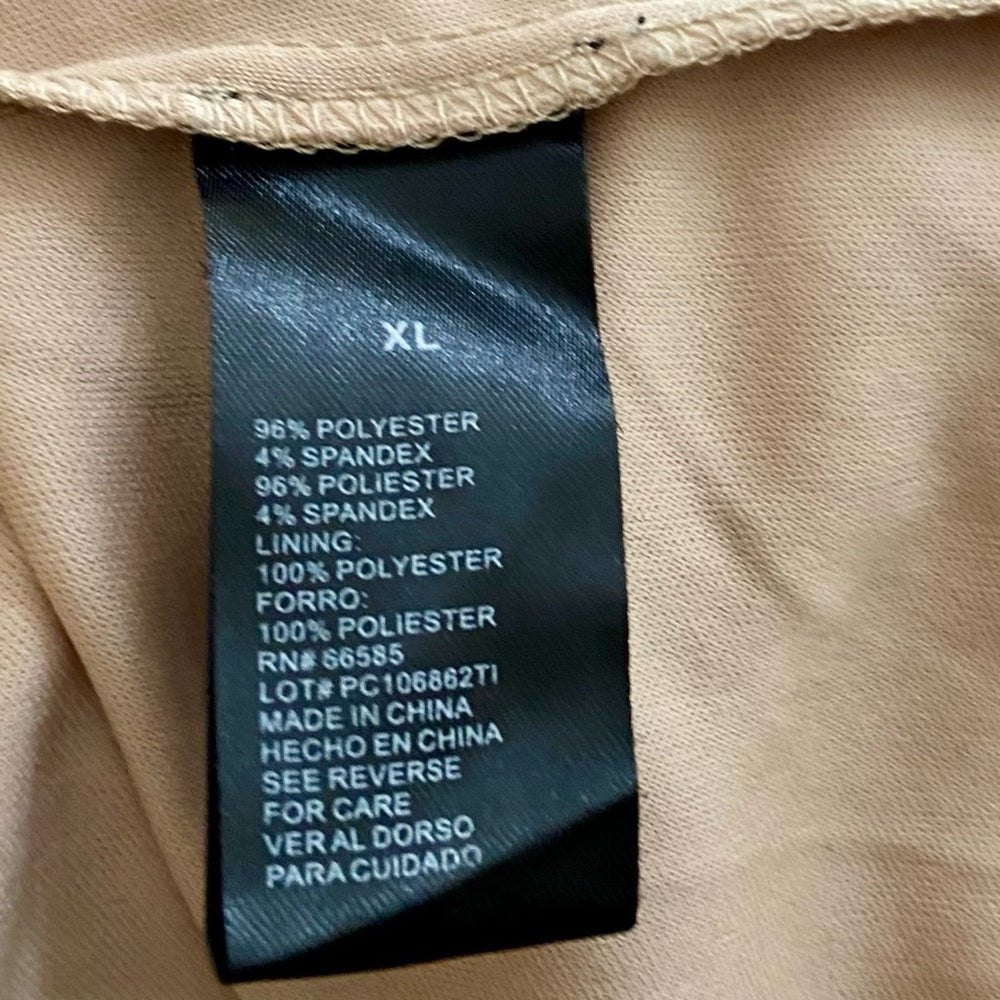 XL
96% POLYESTER
4% SPANDEX
96% POLIESTER
4% SPANDEX
LINING:
100% POLYESTER
FORRO:
100% POLIESTER
RN# 66585
LOT# PC106862TI
MADE IN CHINA
HECHO EN CHINA
SEE REVERSE
FOR CARE
VER AL DORSO
PARA CUIDADO